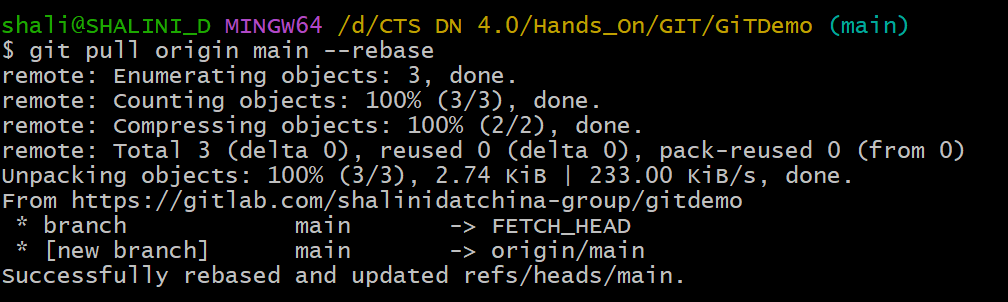 shali@SHALINI_D MINGW64 /d/CTS DN 4.0/Hands_On/GIT/GiTDemo (main)
$ git pull origin main --rebase
remote: Enumerating objects: 3, done.
remote: Counting objects: 100% (3/3), done.
remote: Compressing objects: 100% (2/2), done.
remote: Total 3 (delta 0), reused 0 (delta 0), pack-reused 0 (from 0)
Unpacking objects: 100% (3/3), 2.74 KiB | 233.00 KiB/s, done.
From https://gitlab.com/shalinidatchina-group/gitdemo
 * branch            main       -> FETCH_HEAD
 * [new branch]      main       -> origin/main
Successfully rebased and updated refs/heads/main.